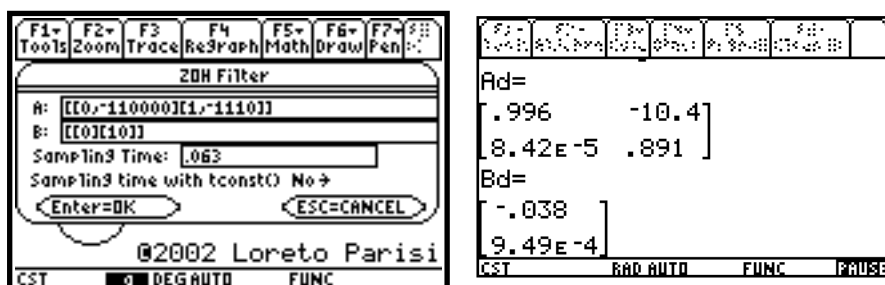 F1 F2 F3 F4 F5 F6 F7
Tools Zoom Trace ReGraph Math Draw Pen
ZOH Filter
A: [[0,-110000][1,-1110]]
B: [[0][10]]
Sampling Time: .063
Sampling time with tconst() No→
Enter=OK ESC=CANCEL
©2002 Loreto Parisi
CST DEG AUTO FUNC
Ad=
[.996 -10.4]
[8.42E-5 .891]
Bd=
[-.038]
[9.49E-4]
CST RAD AUTO FUNC PAUSE